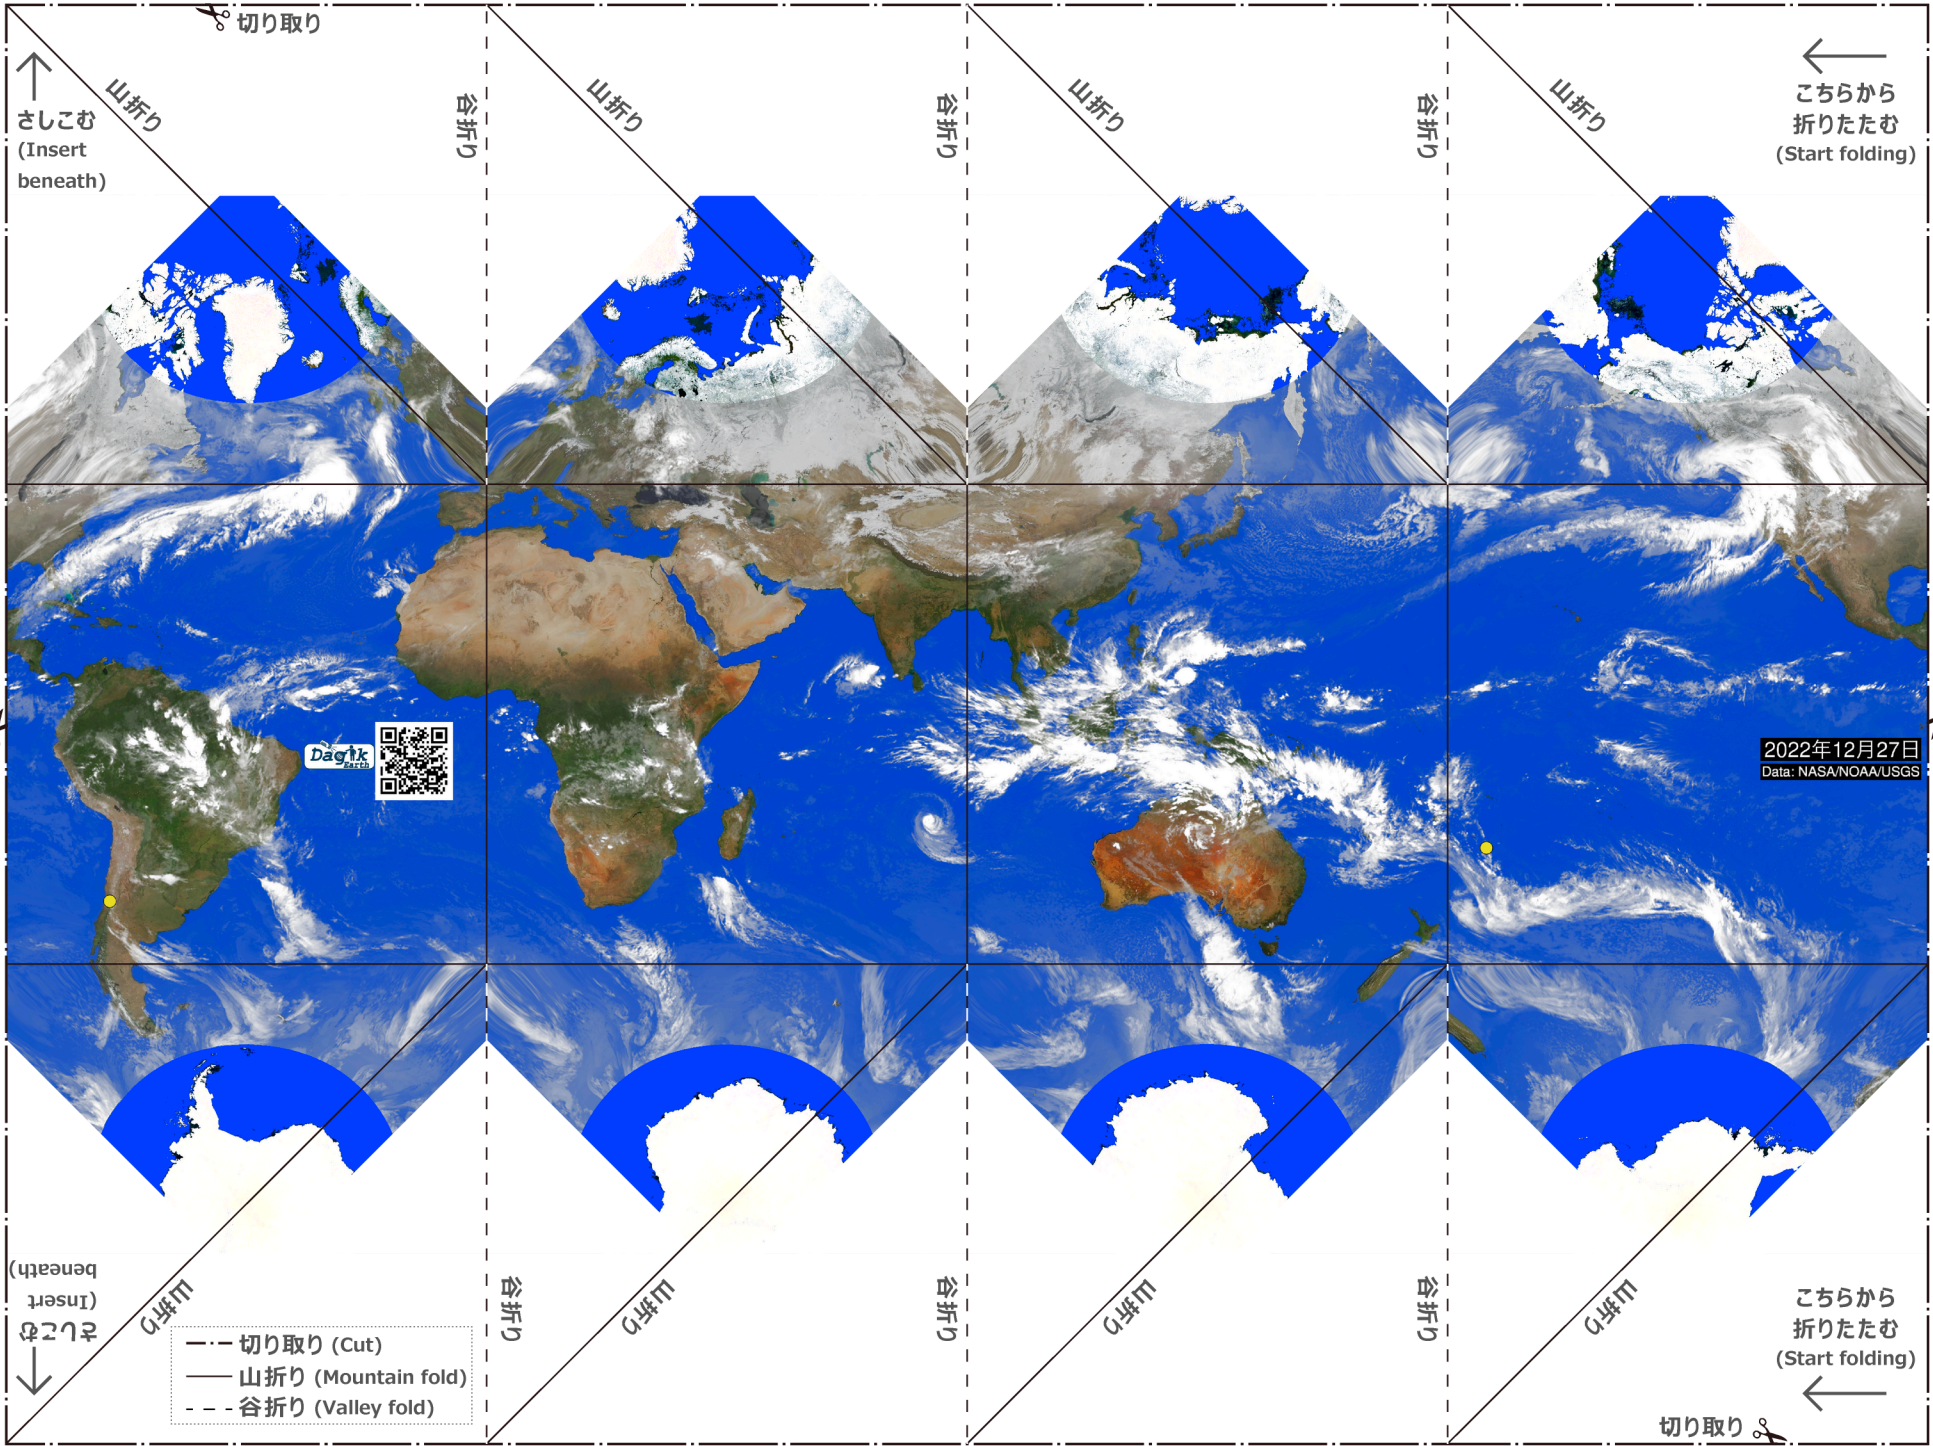 切り取り
さしこむ
(Insert
beneath)
山折り
谷折り
山折り
谷折り
山折り
谷折り
山折り
こちらから
折りたたむ
(Start folding)
Dagik
Earth
2022年12月27日
Data: NASA/NOAA/USGS
さしこむ
(Insert
beneath)
山折り
谷折り
山折り
谷折り
山折り
谷折り
山折り
こちらから
折りたたむ
(Start folding)
切り取り (Cut)
山折り (Mountain fold)
谷折り (Valley fold)
切り取り